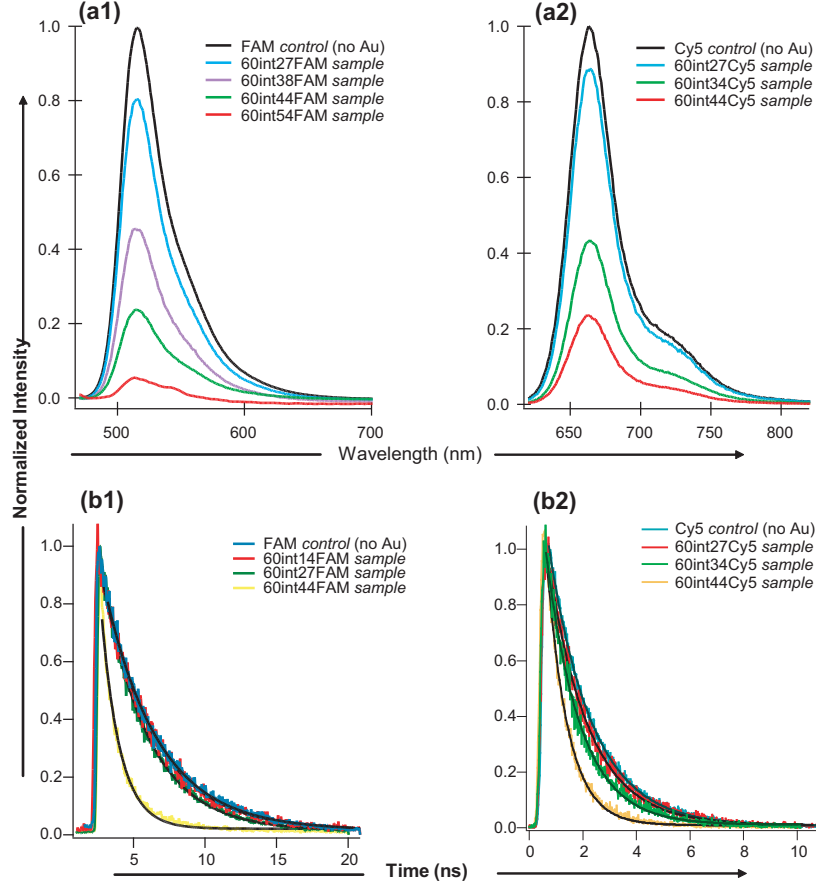 (a1)
1.0
0.8
0.6
0.4
0.2
0.0
FAM control (no Au)
60int27FAM sample
60int38FAM sample
60int44FAM sample
60int54FAM sample
500
600
700
(a2)
1.0
0.8
0.6
0.4
0.2
0.0
Cy5 control (no Au)
60int27Cy5 sample
60int34Cy5 sample
60int44Cy5 sample
650
700
750
800
Wavelength (nm)
Normalized Intensity
(b1)
1.0
0.8
0.6
0.4
0.2
0.0
FAM control (no Au)
60int14FAM sample
60int27FAM sample
60int44FAM sample
5
10
15
20
(b2)
1.0
0.8
0.6
0.4
0.2
0.0
Cy5 control (no Au)
60int27Cy5 sample
60int34Cy5 sample
60int44Cy5 sample
0
2
4
6
8
10
Time (ns)